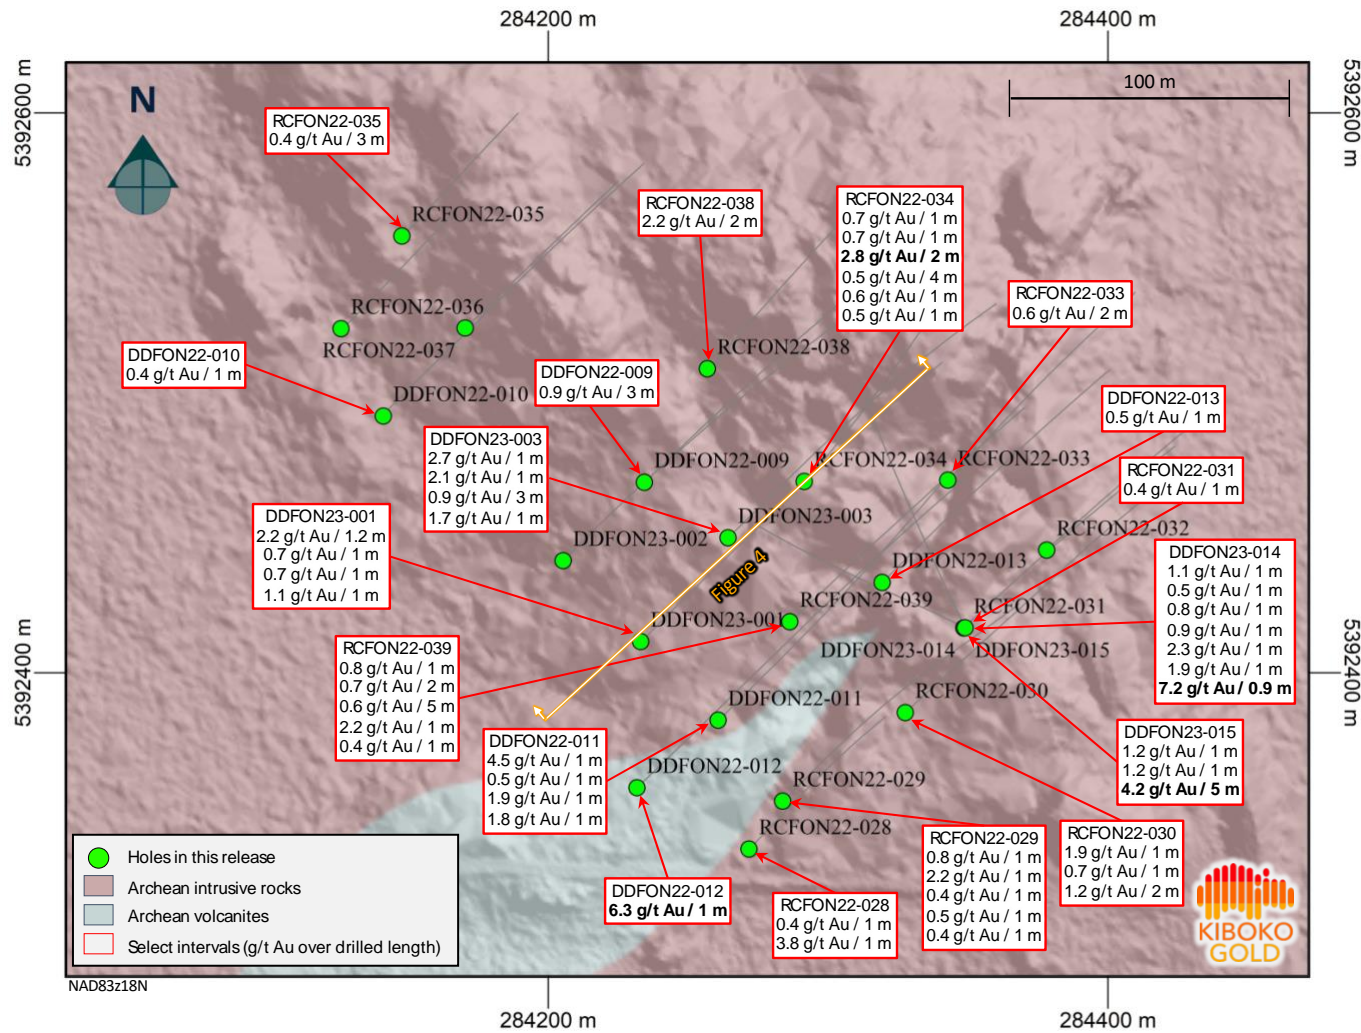 284200 m
284400 m
5392600 m
5392600 m
N
100 m
RCFON22-035
0.4 g/t Au / 3 m
RCFON22-035
RCFON22-038
2.2 g/t Au / 2 m
RCFON22-034
0.7 g/t Au / 1 m
0.7 g/t Au / 1 m
2.8 g/t Au / 2 m
0.5 g/t Au / 4 m
0.6 g/t Au / 1 m
0.5 g/t Au / 1 m
RCFON22-033
0.6 g/t Au / 2 m
RCFON22-036
RCFON22-037
RCFON22-038
DDFON22-010
0.4 g/t Au / 1 m
DDFON22-010
DDFON22-009
0.9 g/t Au / 3 m
DDFON22-013
0.5 g/t Au / 1 m
DDFON23-003
2.7 g/t Au / 1 m
2.1 g/t Au / 1 m
0.9 g/t Au / 3 m
1.7 g/t Au / 1 m
DDFON22-009
RCFON22-034
RCFON22-033
RCFON22-031
0.4 g/t Au / 1 m
DDFON23-001
2.2 g/t Au / 1.2 m
0.7 g/t Au / 1 m
0.7 g/t Au / 1 m
1.1 g/t Au / 1 m
DDFON23-002
DDFON23-003
RCFON22-032
DDFON22-013
Figure 4
DDFON23-014
1.1 g/t Au / 1 m
0.5 g/t Au / 1 m
0.8 g/t Au / 1 m
0.9 g/t Au / 1 m
2.3 g/t Au / 1 m
1.9 g/t Au / 1 m
7.2 g/t Au / 0.9 m
RCFON22-039
RCFON22-031
DDFON23-001
DDFON23-014
DDFON23-015
RCFON22-039
0.8 g/t Au / 1 m
0.7 g/t Au / 2 m
0.6 g/t Au / 5 m
2.2 g/t Au / 1 m
0.4 g/t Au / 1 m
5392400 m
5392400 m
DDFON22-011
RCFON22-030
DDFON22-011
4.5 g/t Au / 1 m
0.5 g/t Au / 1 m
1.9 g/t Au / 1 m
1.8 g/t Au / 1 m
DDFON23-015
1.2 g/t Au / 1 m
1.2 g/t Au / 1 m
4.2 g/t Au / 5 m
DDFON22-012
RCFON22-029
RCFON22-028
DDFON22-012
6.3 g/t Au / 1 m
RCFON22-028
0.4 g/t Au / 1 m
3.8 g/t Au / 1 m
RCFON22-029
0.8 g/t Au / 1 m
2.2 g/t Au / 1 m
0.4 g/t Au / 1 m
0.5 g/t Au / 1 m
0.4 g/t Au / 1 m
RCFON22-030
1.9 g/t Au / 1 m
0.7 g/t Au / 1 m
1.2 g/t Au / 2 m
Holes in this release
Archean intrusive rocks
Archean volcanites
Select intervals (g/t Au over drilled length)
KIBOKO
GOLD
NAD83z18N
284200 m
284400 m